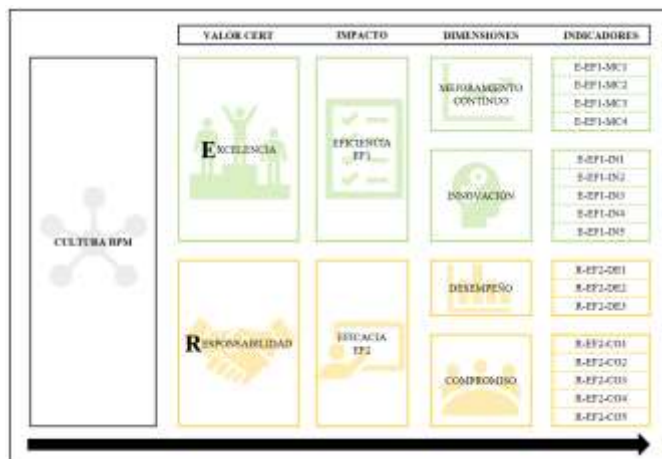 VALOR CERT
IMPACTO
DIMENSIONES
INDICADORES
CULTURA BPM
EXCELENCIA
EFICIENCIA
EF1
MEJORAMIENTO
CONTÍNUO
E-EF1-MC1
E-EF1-MC2
E-EF1-MC3
E-EF1-MC4
INNOVACIÓN
E-EF1-IN1
E-EF1-IN2
E-EF1-IN3
E-EF1-IN4
E-EF1-IN5
RESPONSABILIDAD
EFICACIA
EF2
DESEMPEÑO
R-EF2-DE1
R-EF2-DE2
R-EF2-DE3
COMPROMISO
R-EF2-CO1
R-EF2-CO2
R-EF2-CO3
R-EF2-CO4
R-EF2-CO5